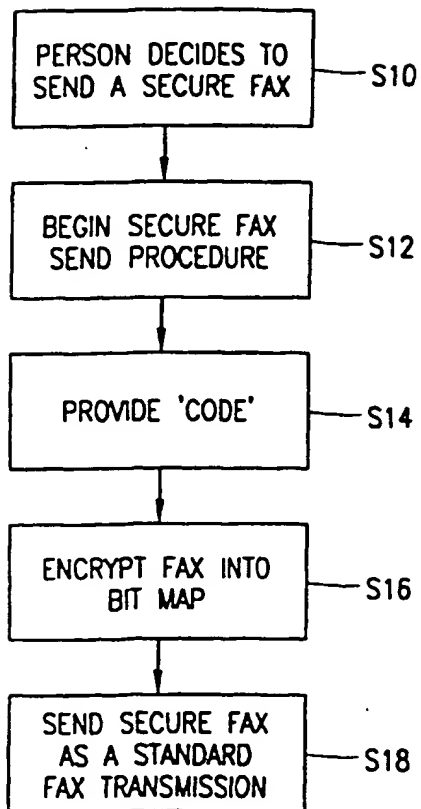 PERSON DECIDES TO
SEND A SECURE FAX
S10
BEGIN SECURE FAX
SEND PROCEDURE
S12
PROVIDE 'CODE'
S14
ENCRYPT FAX INTO
BIT MAP
S16
SEND SECURE FAX
AS A STANDARD
FAX TRANSMISSION
S18